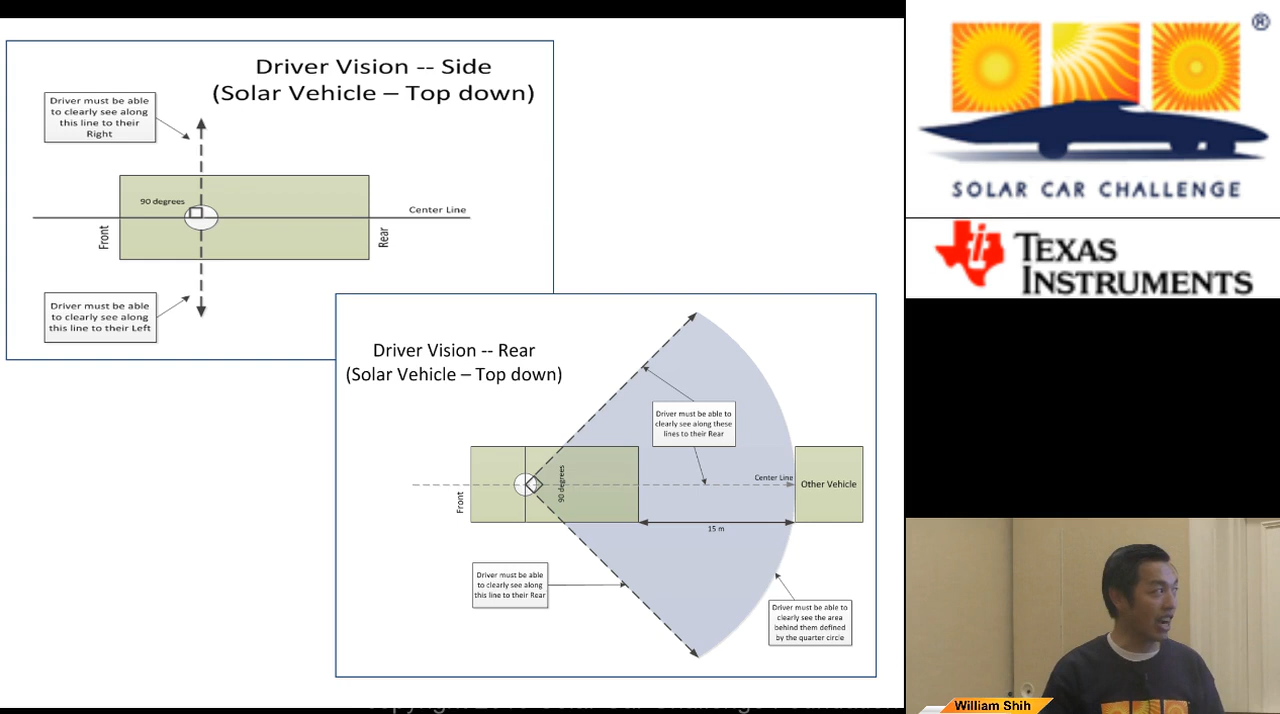 Driver Vision -- Side
(Solar Vehicle – Top down)
Driver must be able
to clearly see along
this line to their
Right
90 degrees
Center Line
Front
Rear
Driver must be able
to clearly see along
this line to their Left
Driver Vision -- Rear
(Solar Vehicle – Top down)
Driver must be able to
clearly see along these
lines to their Rear
90 degrees
Center Line
Other Vehicle
Front
15 m
Driver must be able
to clearly see along
this line to their Rear
Driver must be able to
clearly see the area
behind them defined
by the quarter circle
®
SOLAR CAR CHALLENGE
TEXAS
INSTRUMENTS
William Shih